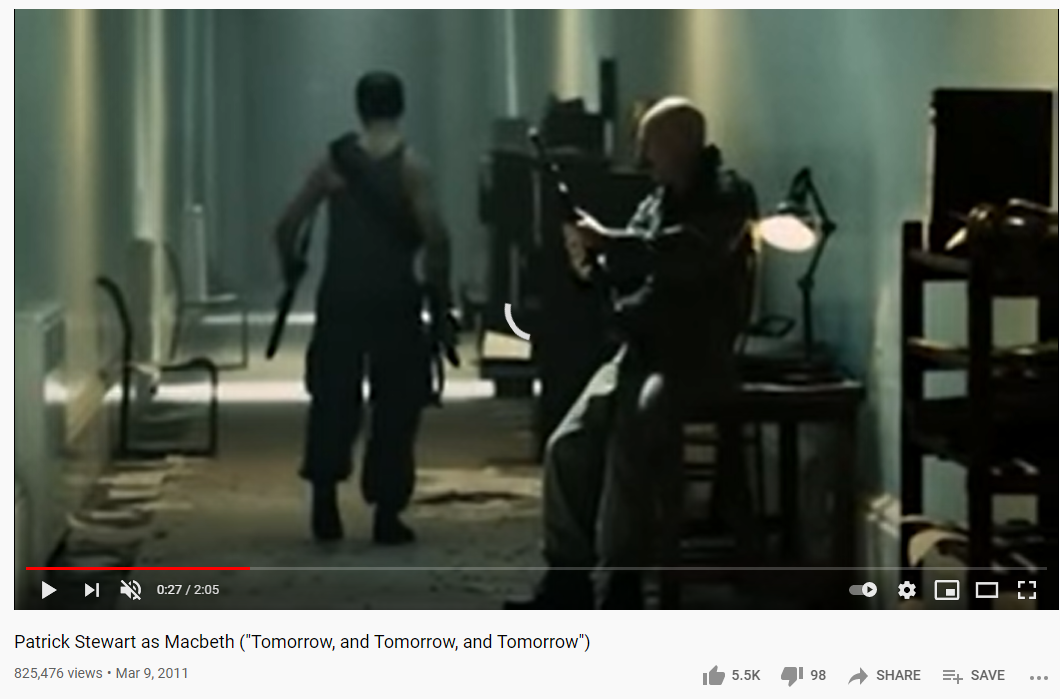 0:27 / 2:05
Patrick Stewart as Macbeth ("Tomorrow, and Tomorrow, and Tomorrow")
825,476 views • Mar 9, 2011
5.5K 98 SHARE SAVE